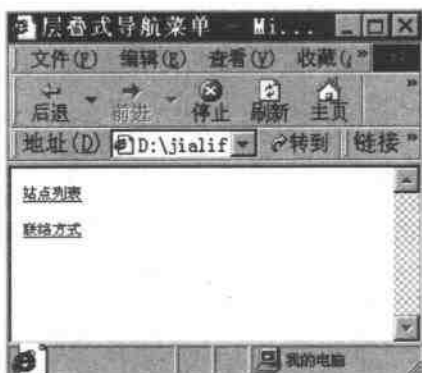 层叠式导航菜单 - Mi...
文件(F) 编辑(E) 查看(V) 收藏( »
后退 前进 停止 刷新 主页 »
地址(D) D:\jialif 转到 链接 »
站点列表
联络方式
我的电脑